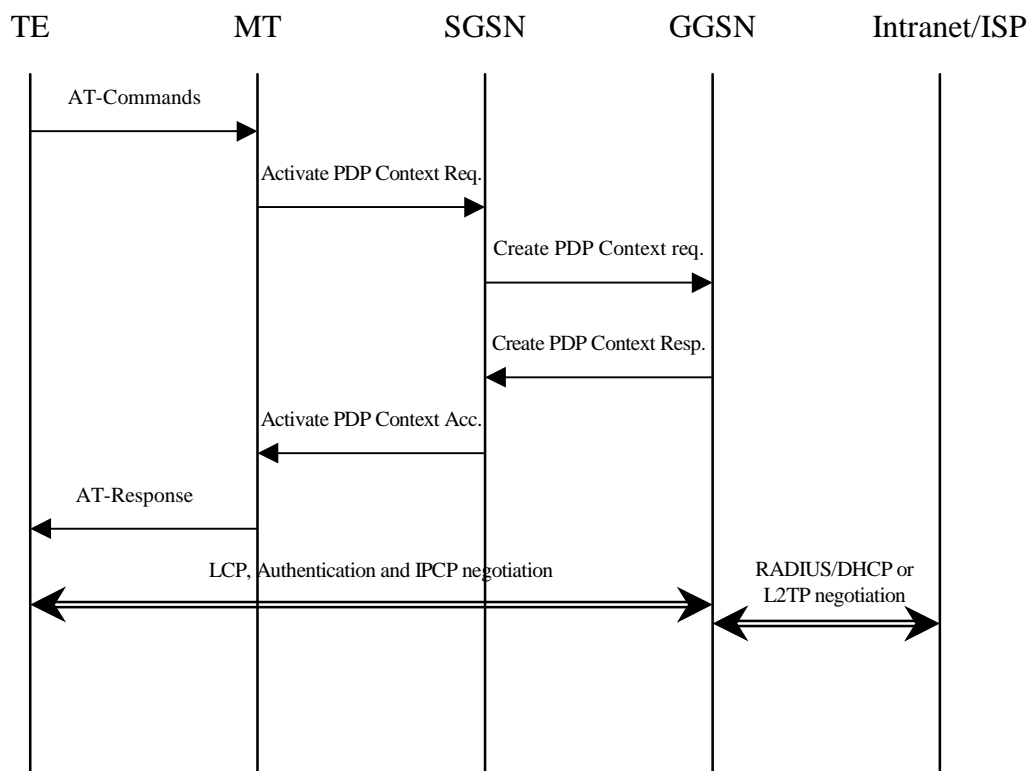 TE MT SGSN GGSN Intranet/ISP
AT-Commands
Activate PDP Context Req.
Create PDP Context req.
Create PDP Context Resp.
Activate PDP Context Acc.
AT-Response
LCP, Authentication and IPCP negotiation
RADIUS/DHCP or
L2TP negotiation